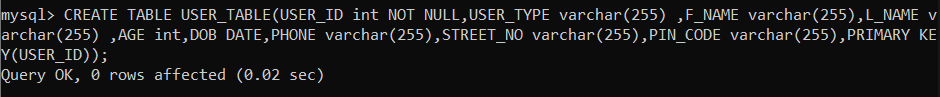 mysql> CREATE TABLE USER_TABLE(USER_ID int NOT NULL,USER_TYPE varchar(255) ,F_NAME varchar(255),L_NAME v
archar(255) ,AGE int,DOB DATE,PHONE varchar(255),STREET_NO varchar(255),PIN_CODE varchar(255),PRIMARY KE
Y(USER_ID));
Query OK, 0 rows affected (0.02 sec)